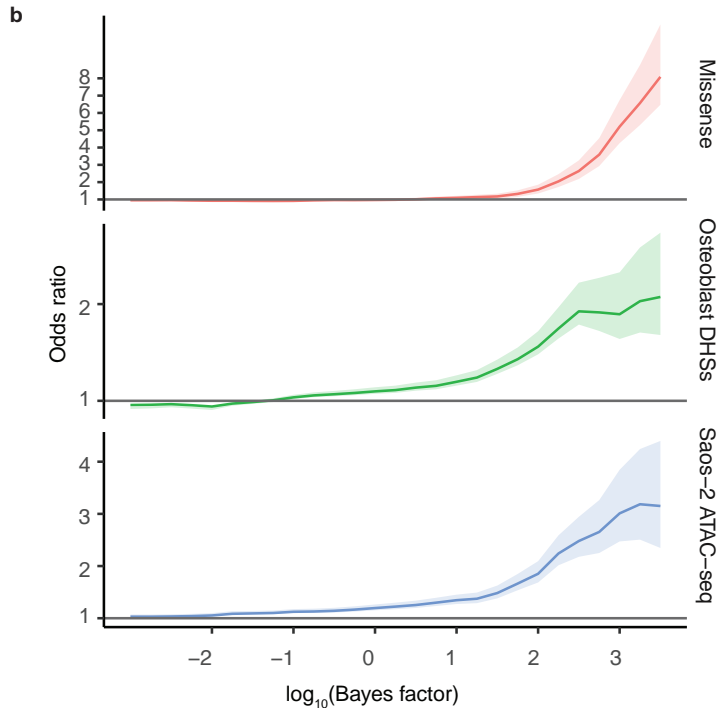 b
8
7
6
5
4
3
2
1
Missense
2
1
Osteoblast DHSs
Odds ratio
4
3
2
1
Saos−2 ATAC−seq
−2 −1 0 1 2 3
log10(Bayes factor)